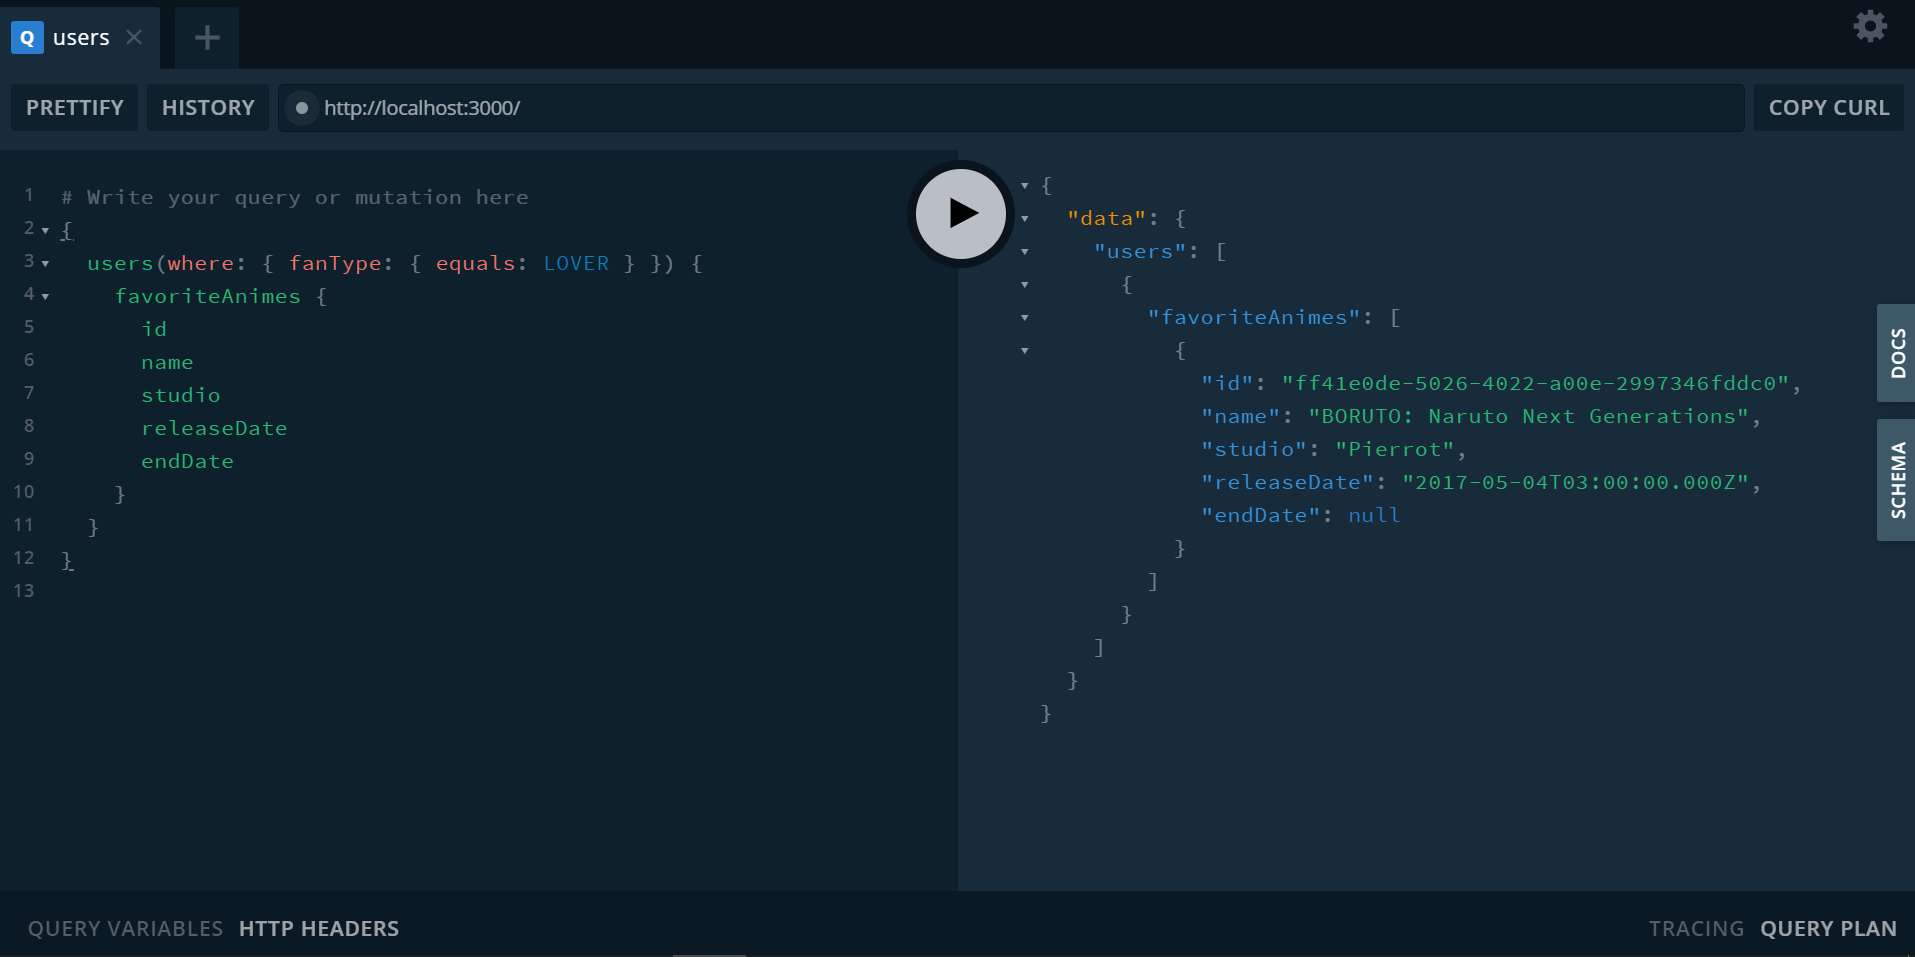 Q users
PRETTIFY HISTORY http://localhost:3000/ COPY CURL
1 # Write your query or mutation here
2 {
3 users(where: { fanType: { equals: LOVER } }) {
4 favoriteAnimes {
5 id
6 name
7 studio
8 releaseDate
9 endDate
10 }
11 }
12 }
13
{
"data": {
"users": [
{
"favoriteAnimes": [
{
"id": "ff41e0de-5026-4022-a00e-2997346fddc0",
"name": "BORUTO: Naruto Next Generations",
"studio": "Pierrot",
"releaseDate": "2017-05-04T03:00:00.000Z",
"endDate": null
}
]
}
]
}
}
DOCS
SCHEMA
QUERY VARIABLES HTTP HEADERS
TRACING QUERY PLAN